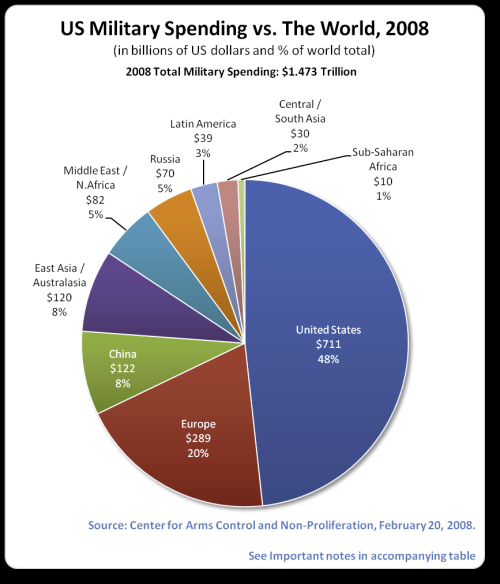 US Military Spending vs. The World, 2008
(in billions of US dollars and % of world total)
2008 Total Military Spending: $1.473 Trillion
Central /
South Asia
$30
2%
Latin America
$39
3%
Sub-Saharan
Africa
$10
1%
Russia
$70
5%
Middle East /
N.Africa
$82
5%
East Asia /
Australasia
$120
8%
United States
$711
48%
China
$122
8%
Europe
$289
20%
Source: Center for Arms Control and Non-Proliferation, February 20, 2008.
See Important notes in accompanying table